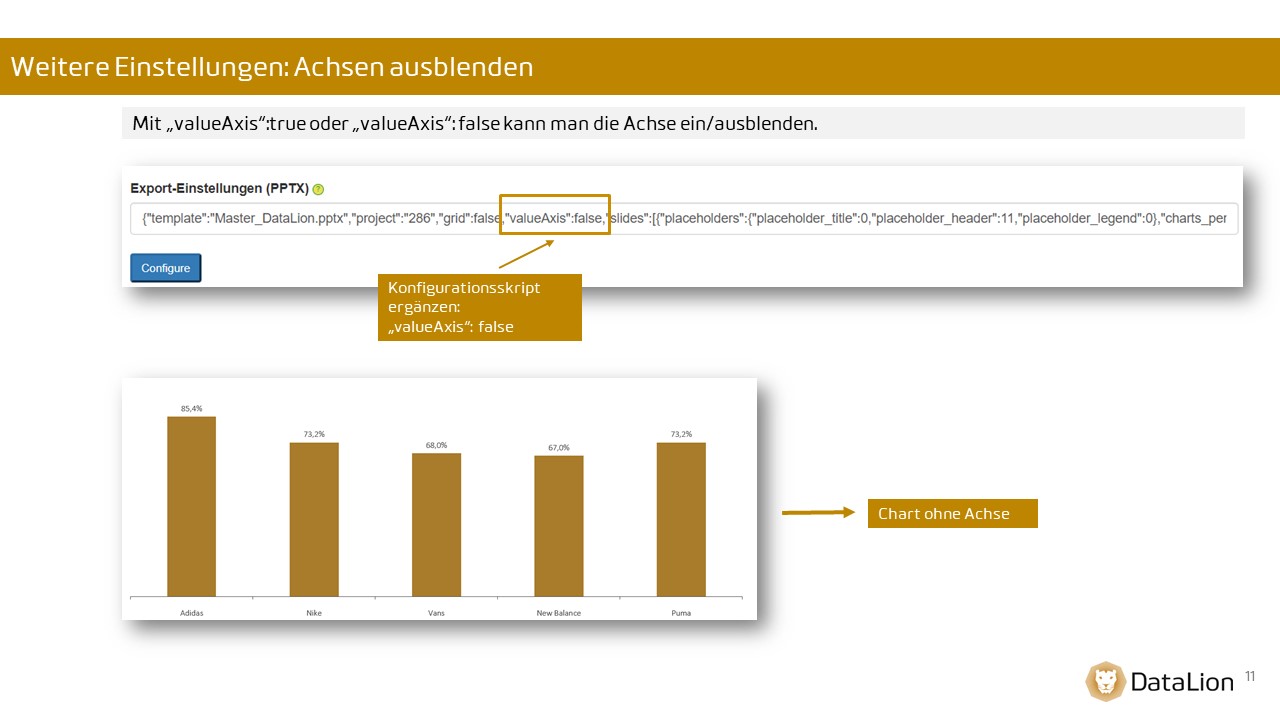 Weitere Einstellungen: Achsen ausblenden
Mit „valueAxis“:true oder „valueAxis“: false kann man die Achse ein/ausblenden.
Export-Einstellungen (PPTX) ?
{"template":"Master_DataLion.pptx","project":"286","grid":false,"valueAxis":false,"slides":[{"placeholders":{"placeholder_title":0,"placeholder_header":11,"placeholder_legend":0},"charts_per
Configure
Konfigurationsskript
ergänzen:
„valueAxis“: false
85,4%
73,2%
68,0%
67,0%
73,2%
Adidas
Nike
Vans
New Balance
Puma
Chart ohne Achse
DataLion
11